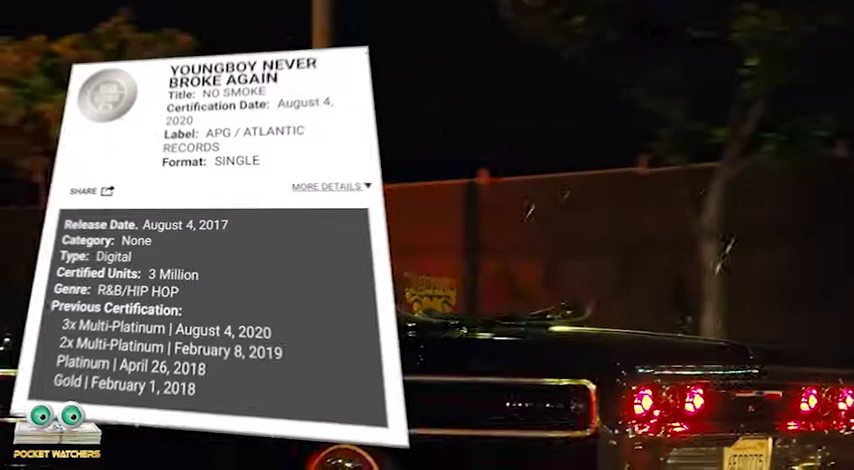 YOUNGBOY NEVER
BROKE AGAIN
Title: NO SMOKE
Certification Date: August 4,
2020
Label: APG / ATLANTIC
RECORDS
Format: SINGLE
SHARE
MORE DETAILS
Release Date. August 4, 2017
Category: None
Type: Digital
Certified Units: 3 Million
Genre: R&B/HIP HOP
Previous Certification:
3x Multi-Platinum | August 4, 2020
2x Multi-Platinum | February 8, 2019
Platinum | April 26, 2018
Gold | February 1, 2018
POCKET WATCHERS